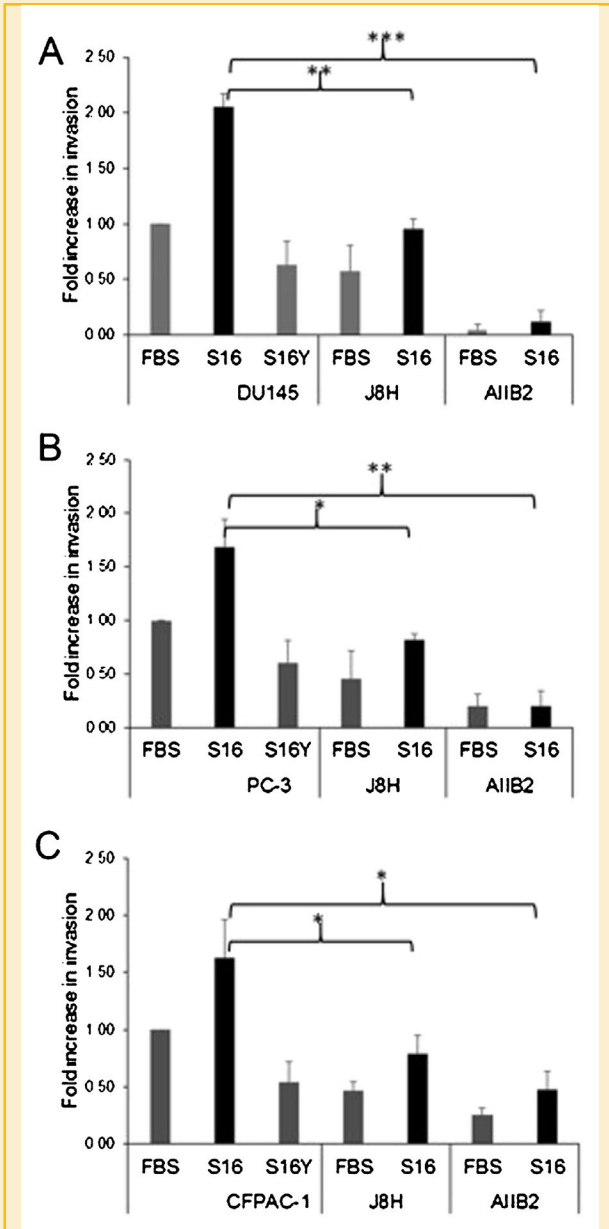 A
***
**
2.50
2.00
1.50
1.00
0.50
0.00
Fold increase in invasion
FBS S16 S16Y FBS S16 FBS S16
DU145 J8H AIIB2
B
**
*
2.50
2.00
1.50
1.00
0.50
0.00
Fold increase in invasion
FBS S16 S16Y FBS S16 FBS S16
PC-3 J8H AIIB2
C
*
*
2.50
2.00
1.50
1.00
0.50
0.00
Fold increase in invasion
FBS S16 S16Y FBS S16 FBS S16
CFPAC-1 J8H AIIB2